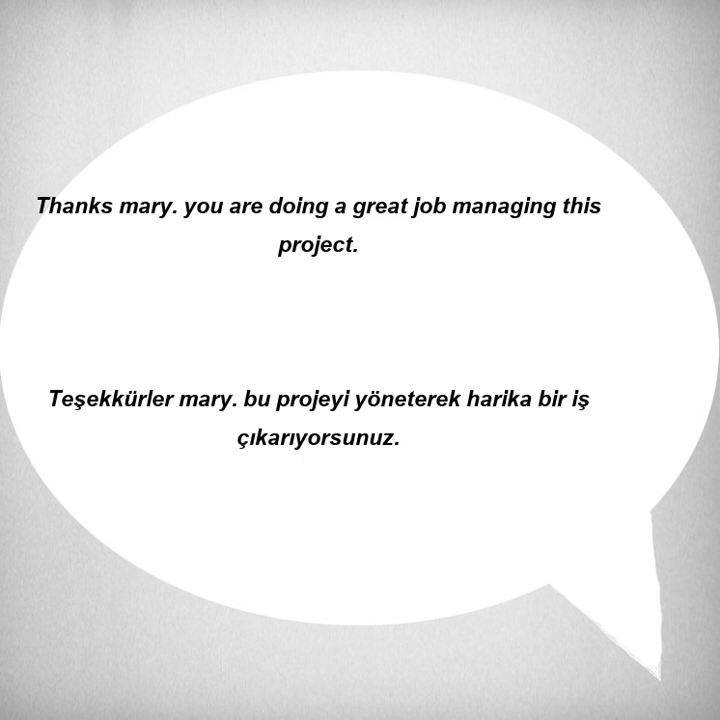 Thanks mary. you are doing a great job managing this
project.
Teşekkürler mary. bu projeyi yöneterek harika bir iş
çıkarıyorsunuz.